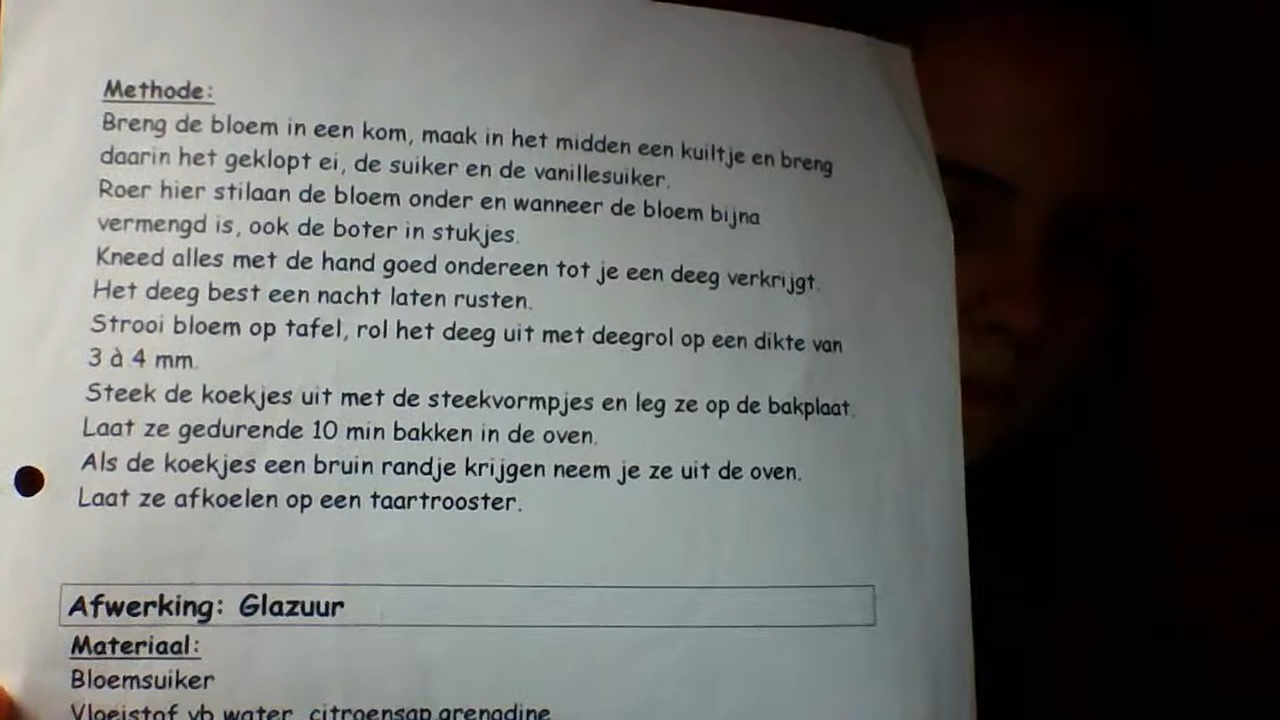 Methode:
Breng de bloem in een kom, maak in het midden een kuiltje en breng
daarin het geklopt ei, de suiker en de vanillesuiker.
Roer hier stilaan de bloem onder en wanneer de bloem bijna
vermengd is, ook de boter in stukjes.
Kneed alles met de hand goed ondereen tot je een deeg verkrijgt.
Het deeg best een nacht laten rusten.
Strooi bloem op tafel, rol het deeg uit met deegrol op een dikte van
3 à 4 mm.
Steek de koekjes uit met de steekvormpjes en leg ze op de bakplaat.
Laat ze gedurende 10 min bakken in de oven.
Als de koekjes een bruin randje krijgen neem je ze uit de oven.
Laat ze afkoelen op een taartrooster.
Afwerking: Glazuur
Materiaal:
Bloemsuiker
Vloeistof vb water, citroensap, grenadine